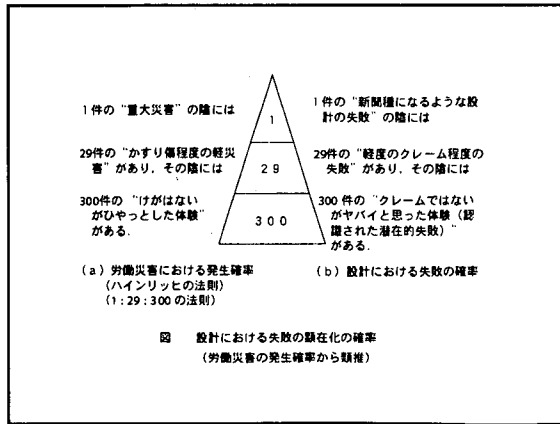 1件の“重大災害”の陰には
29件の“かすり傷程度の軽災
害”があり，その陰には
300件の“けがはない
がひやっとした体験”
がある．
1
29
300
1件の“新聞種になるような設
計の失敗”の陰には
29件の“軽度のクレーム程度の
失敗”があり，その陰には
300件の“クレームではない
がヤバイと思った体験（認
識された潜在的失敗）”
がある．
(a) 労働災害における発生確率
（ハインリッヒの法則）
（1：29：300の法則）
(b) 設計における失敗の確率
図 設計における失敗の顕在化の確率
（労働災害の発生確率から類推）